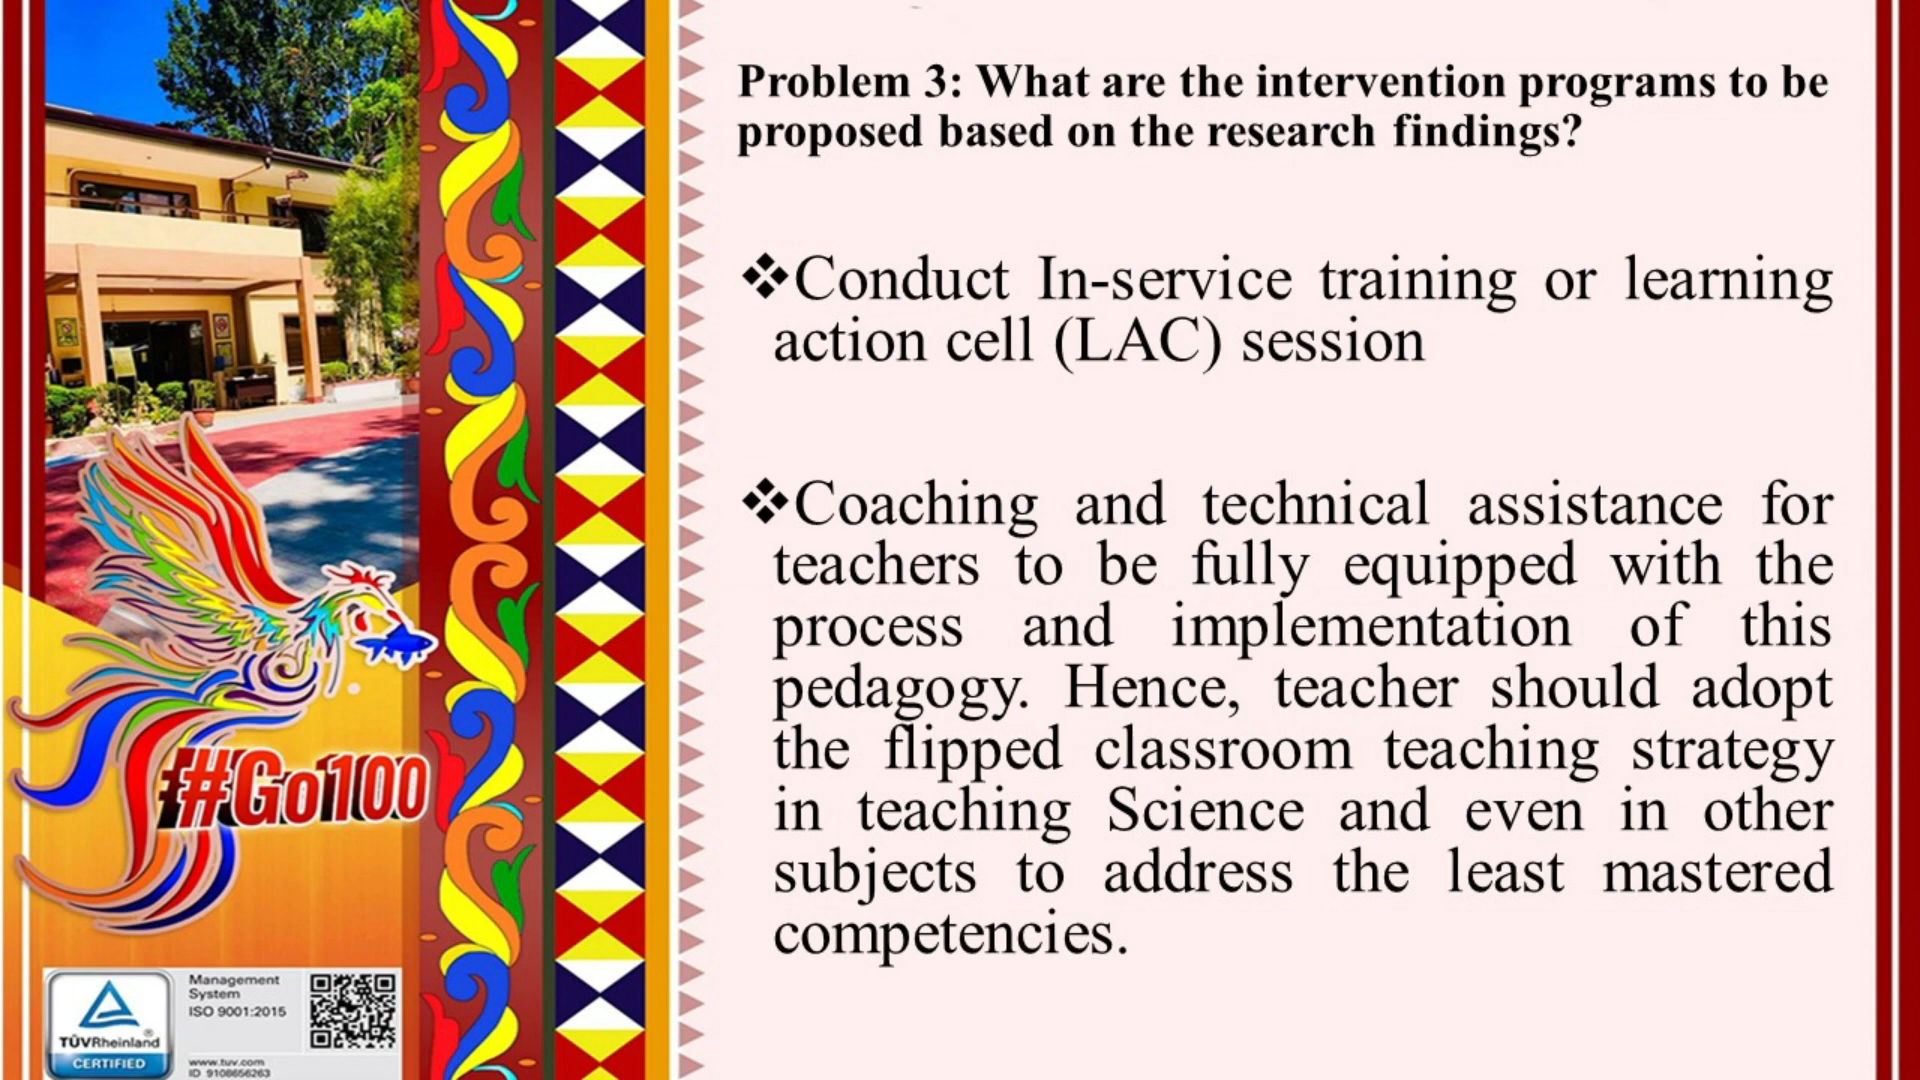 Problem 3: What are the intervention programs to be
proposed based on the research findings?
❖Conduct In-service training or learning
action cell (LAC) session
❖Coaching and technical assistance for
teachers to be fully equipped with the
process and implementation of this
pedagogy. Hence, teacher should adopt
the flipped classroom teaching strategy
in teaching Science and even in other
subjects to address the least mastered
competencies.
#Go100
TÜVRheinland®
CERTIFIED
Management
System
ISO 9001:2015
www.tuv.com
ID 9108656263